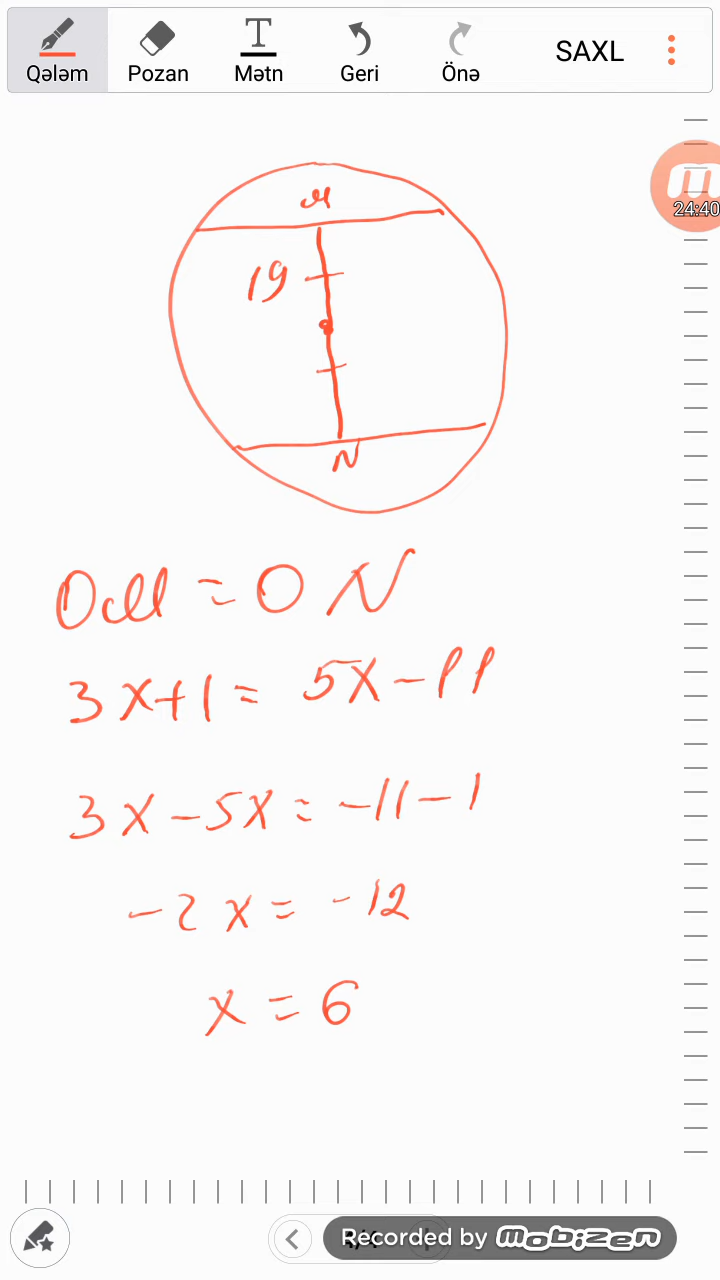 Qələm Pozan Mətn Geri Önə SAXL
24:40
M
19
N
OM = ON
3x+1 = 5x-11
3x-5x = -11-1
-2x = -12
x = 6
Recorded by mobizen